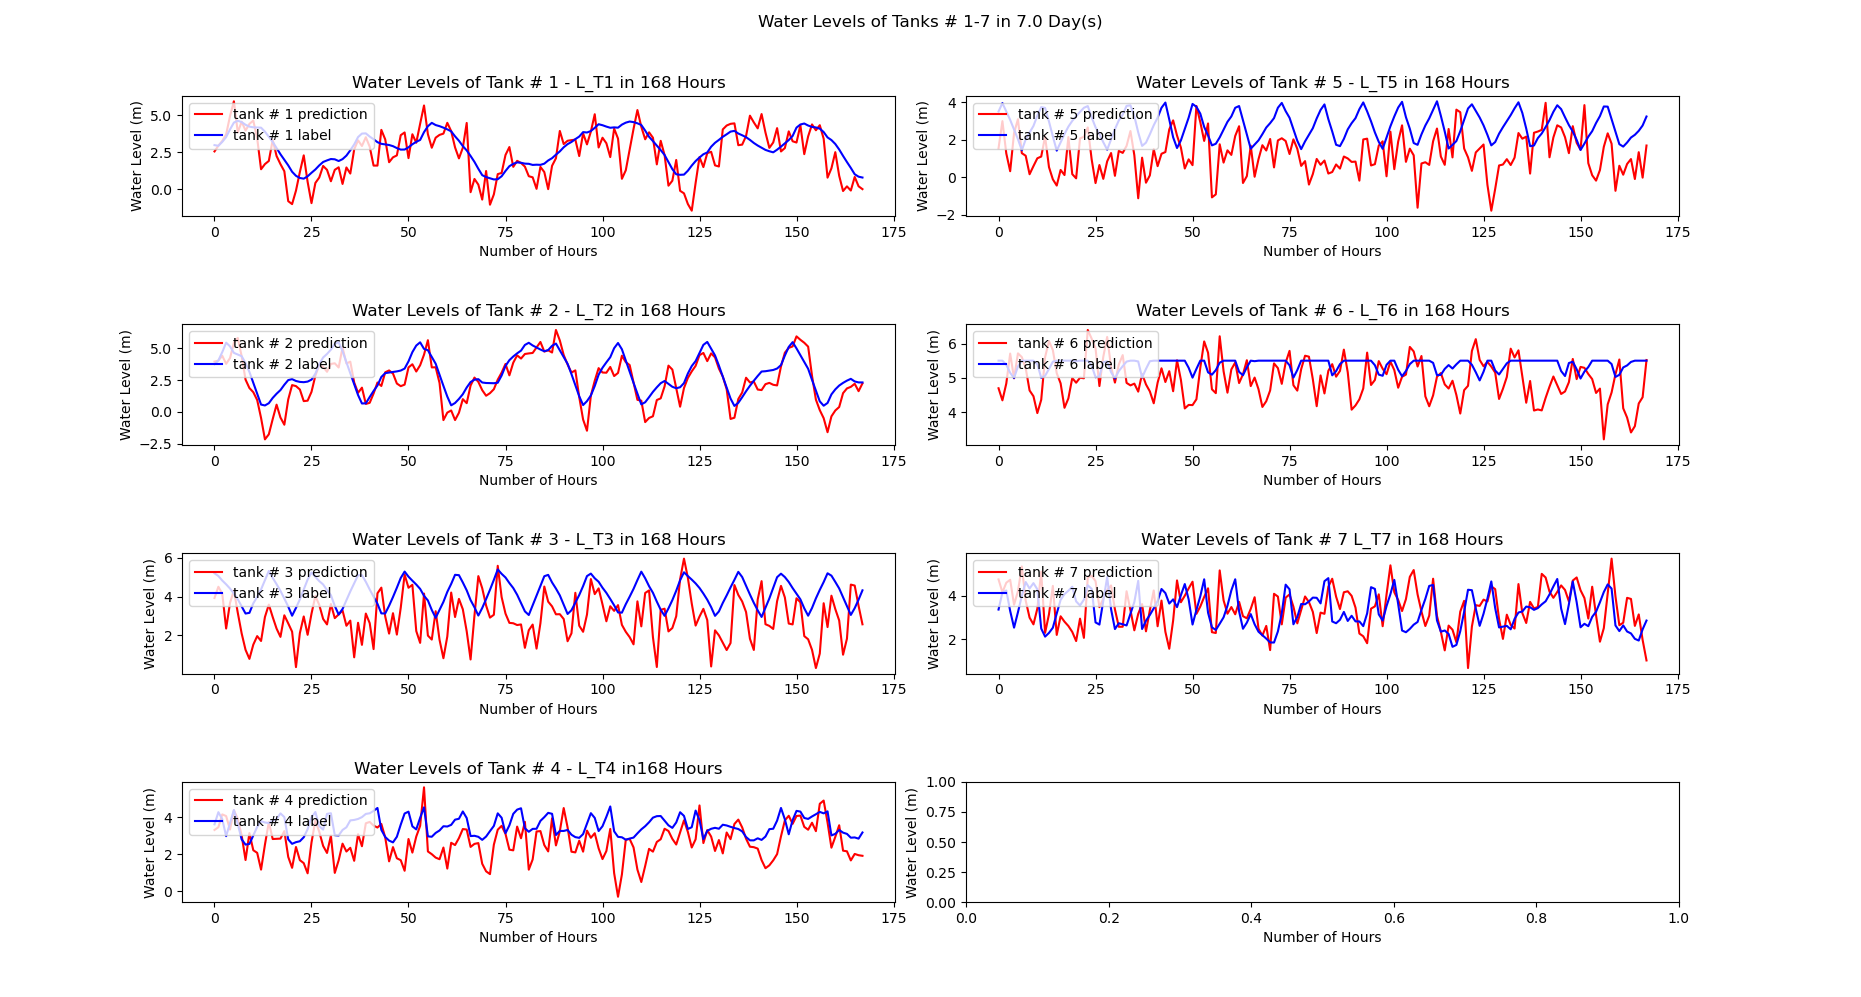 Water Levels of Tanks # 1-7 in 7.0 Day(s)
Water Levels of Tank # 1 - L_T1 in 168 Hours
Water Level (m)
5.0
2.5
0.0
tank # 1 prediction
tank # 1 label
0 25 50 75 100 125 150 175
Number of Hours
Water Levels of Tank # 5 - L_T5 in 168 Hours
Water Level (m)
4
2
0
−2
tank # 5 prediction
tank # 5 label
0 25 50 75 100 125 150 175
Number of Hours
Water Levels of Tank # 2 - L_T2 in 168 Hours
Water Level (m)
5.0
2.5
0.0
−2.5
tank # 2 prediction
tank # 2 label
0 25 50 75 100 125 150 175
Number of Hours
Water Levels of Tank # 6 - L_T6 in 168 Hours
Water Level (m)
6
5
4
tank # 6 prediction
tank # 6 label
0 25 50 75 100 125 150 175
Number of Hours
Water Levels of Tank # 3 - L_T3 in 168 Hours
Water Level (m)
6
4
2
tank # 3 prediction
tank # 3 label
0 25 50 75 100 125 150 175
Number of Hours
Water Levels of Tank # 7 L_T7 in 168 Hours
Water Level (m)
4
2
tank # 7 prediction
tank # 7 label
0 25 50 75 100 125 150 175
Number of Hours
Water Levels of Tank # 4 - L_T4 in168 Hours
Water Level (m)
4
2
0
tank # 4 prediction
tank # 4 label
0 25 50 75 100 125 150 175
Number of Hours
Water Level (m)
1.00
0.75
0.50
0.25
0.00
0.0 0.2 0.4 0.6 0.8 1.0
Number of Hours